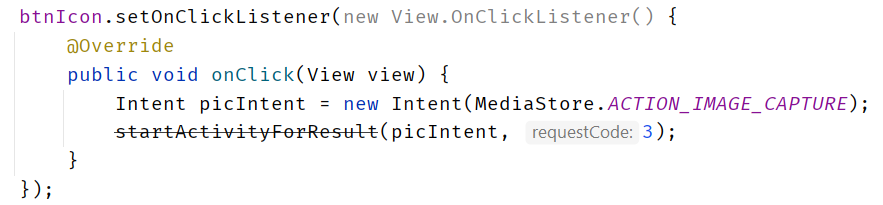 btnIcon.setOnClickListener(new View.OnClickListener() {
@Override
public void onClick(View view) {
Intent picIntent = new Intent(MediaStore.ACTION_IMAGE_CAPTURE);
startActivityForResult(picIntent, requestCode: 3);
}
});